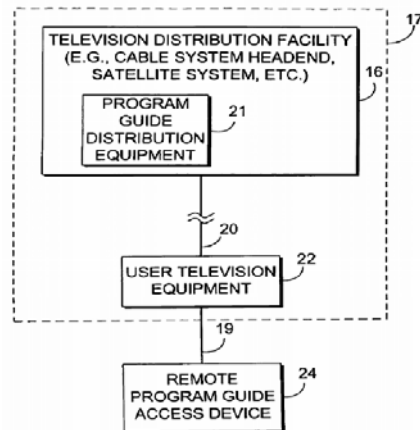 17
TELEVISION DISTRIBUTION FACILITY
(E.G., CABLE SYSTEM HEADEND,
SATELLITE SYSTEM, ETC.)
16
PROGRAM
GUIDE
DISTRIBUTION
EQUIPMENT
21
20
USER TELEVISION
EQUIPMENT
22
19
REMOTE
PROGRAM GUIDE
ACCESS DEVICE
24